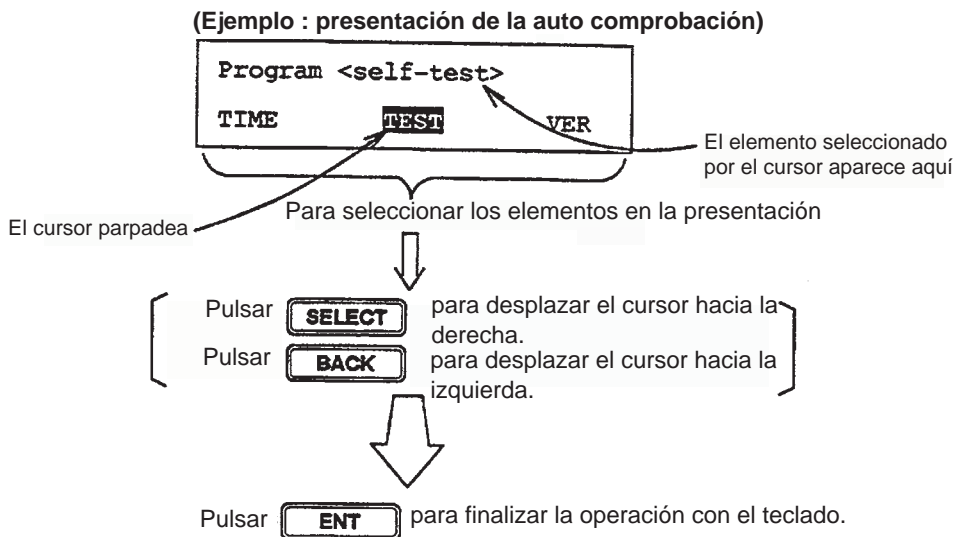 (Ejemplo : presentación de la auto comprobación)
Program <self-test>
TIME TEST VER
El elemento seleccionado
por el cursor aparece aquí
El cursor parpadea
Para seleccionar los elementos en la presentación
Pulsar SELECT para desplazar el cursor hacia la
derecha.
Pulsar BACK para desplazar el cursor hacia la
izquierda.
Pulsar ENT para finalizar la operación con el teclado.